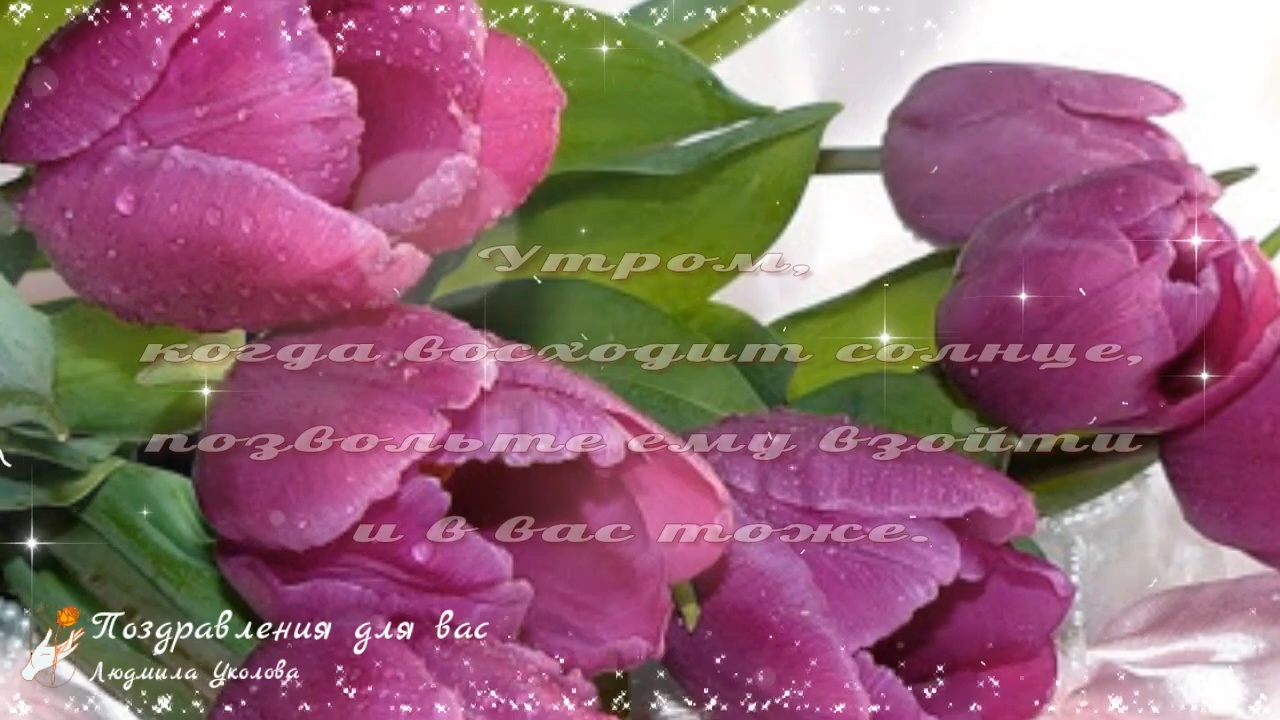 Утром,
когда восходит солнце,
позвольте ему взойти
и в вас тоже.
Поздравления для вас
Людмила Уколова